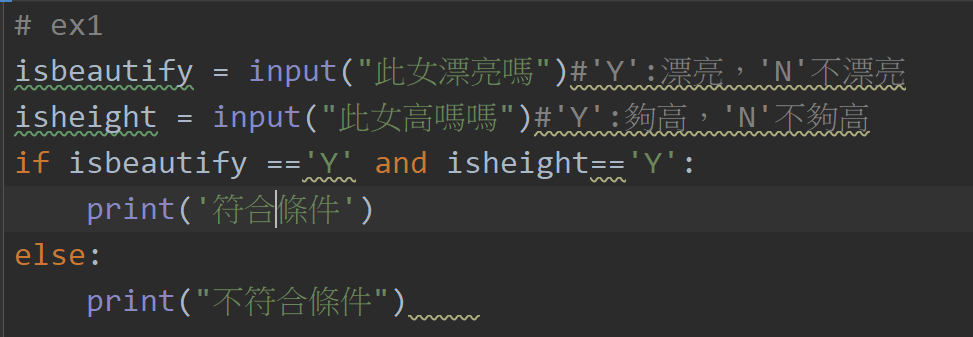 # ex1
isbeautify = input("此女漂亮嗎")#'Y':漂亮，'N'不漂亮
isheight = input("此女高嗎嗎")#'Y':夠高，'N'不夠高
if isbeautify =='Y' and isheight=='Y':
    print('符合條件')
else:
    print("不符合條件")